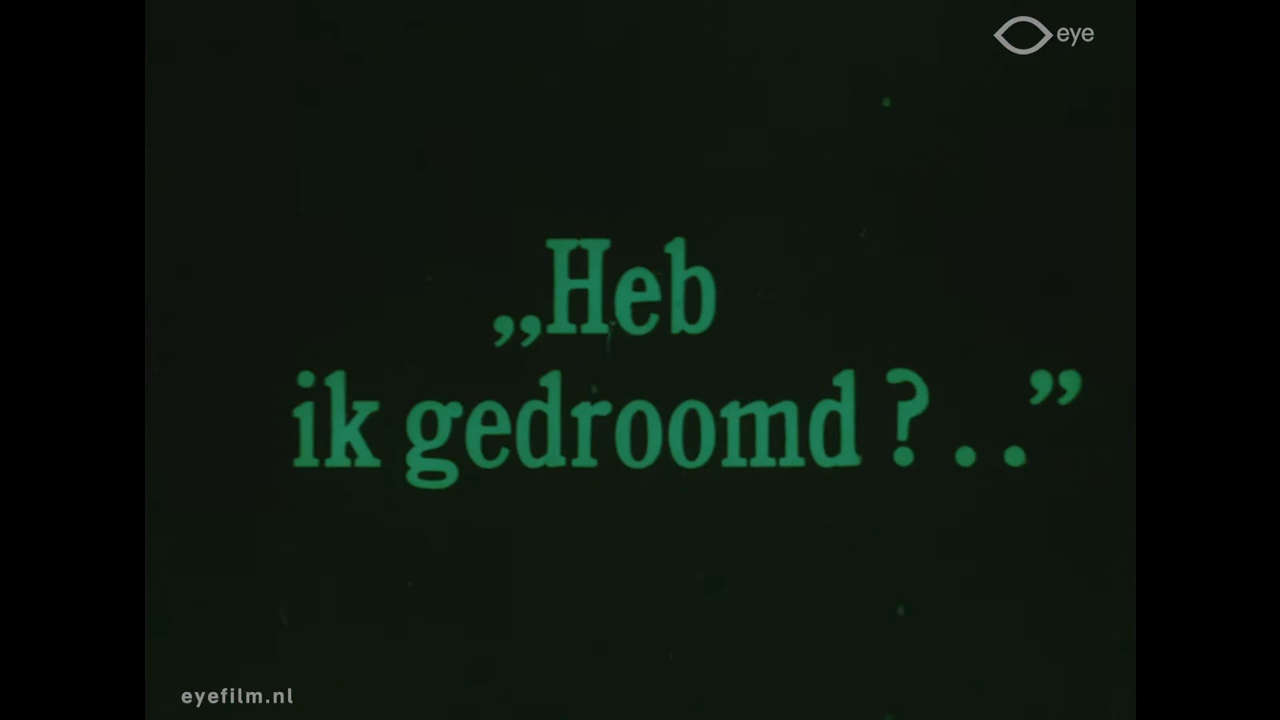 eye
„Heb
ik gedroomd ? . .”
eyefilm.nl